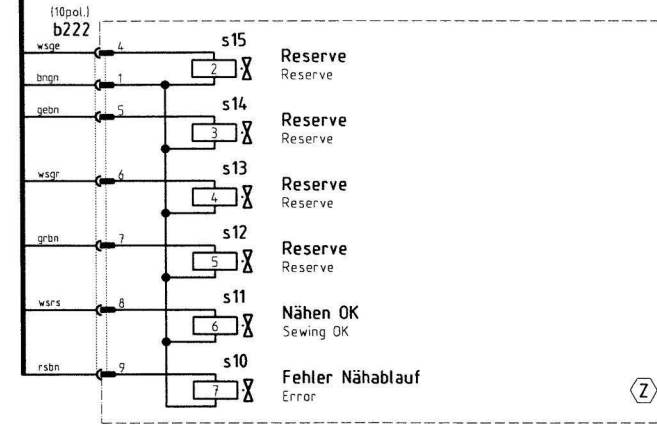 (10pol.)
b222
wsge 4 s15
2 Reserve
Reserve
bngn 1
gebn 5 s14
3 Reserve
Reserve
wsgr 6 s13
4 Reserve
Reserve
grbn 7 s12
5 Reserve
Reserve
wsrs 8 s11
6 Nähen OK
Sewing OK
rsbn 9 s10
7 Fehler Nähablauf
Error
Z